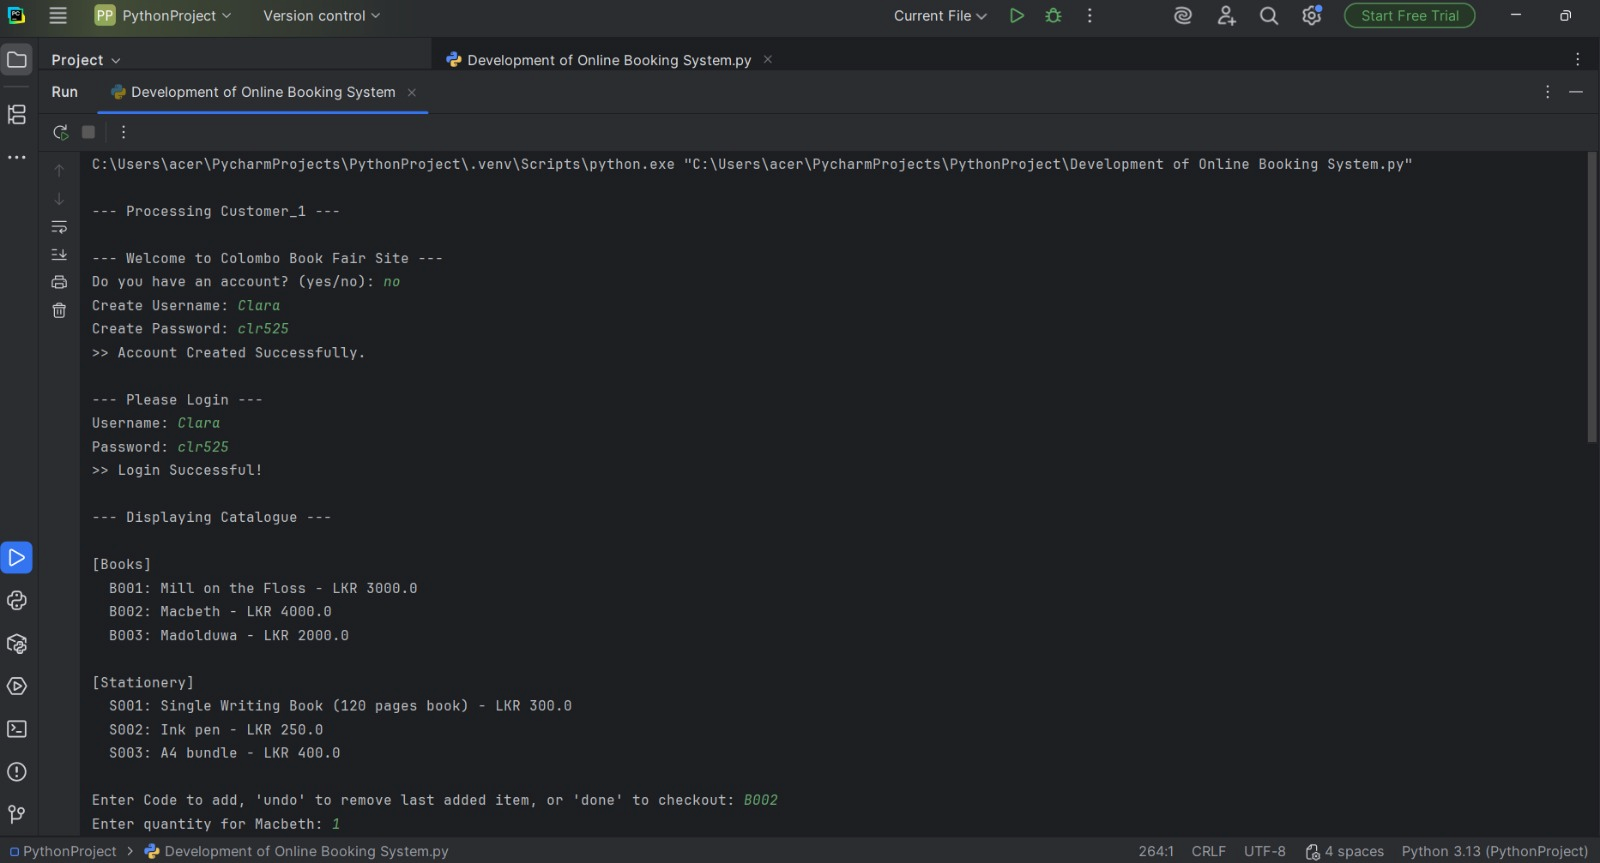 PP PythonProject Version control Current File Start Free Trial
Project Development of Online Booking System.py
Run Development of Online Booking System
C:\Users\acer\PycharmProjects\PythonProject\.venv\Scripts\python.exe "C:\Users\acer\PycharmProjects\PythonProject\Development of Online Booking System.py"
--- Processing Customer_1 ---
--- Welcome to Colombo Book Fair Site ---
Do you have an account? (yes/no): no
Create Username: Clara
Create Password: clr525
>> Account Created Successfully.
--- Please Login ---
Username: Clara
Password: clr525
>> Login Successful!
--- Displaying Catalogue ---
[Books]
B001: Mill on the Floss - LKR 3000.0
B002: Macbeth - LKR 4000.0
B003: Madolduwa - LKR 2000.0
[Stationery]
S001: Single Writing Book (120 pages book) - LKR 300.0
S002: Ink pen - LKR 250.0
S003: A4 bundle - LKR 400.0
Enter Code to add, 'undo' to remove last added item, or 'done' to checkout: B002
Enter quantity for Macbeth: 1
PythonProject > Development of Online Booking System.py 264:1 CRLF UTF-8 4 spaces Python 3.13 (PythonProject)